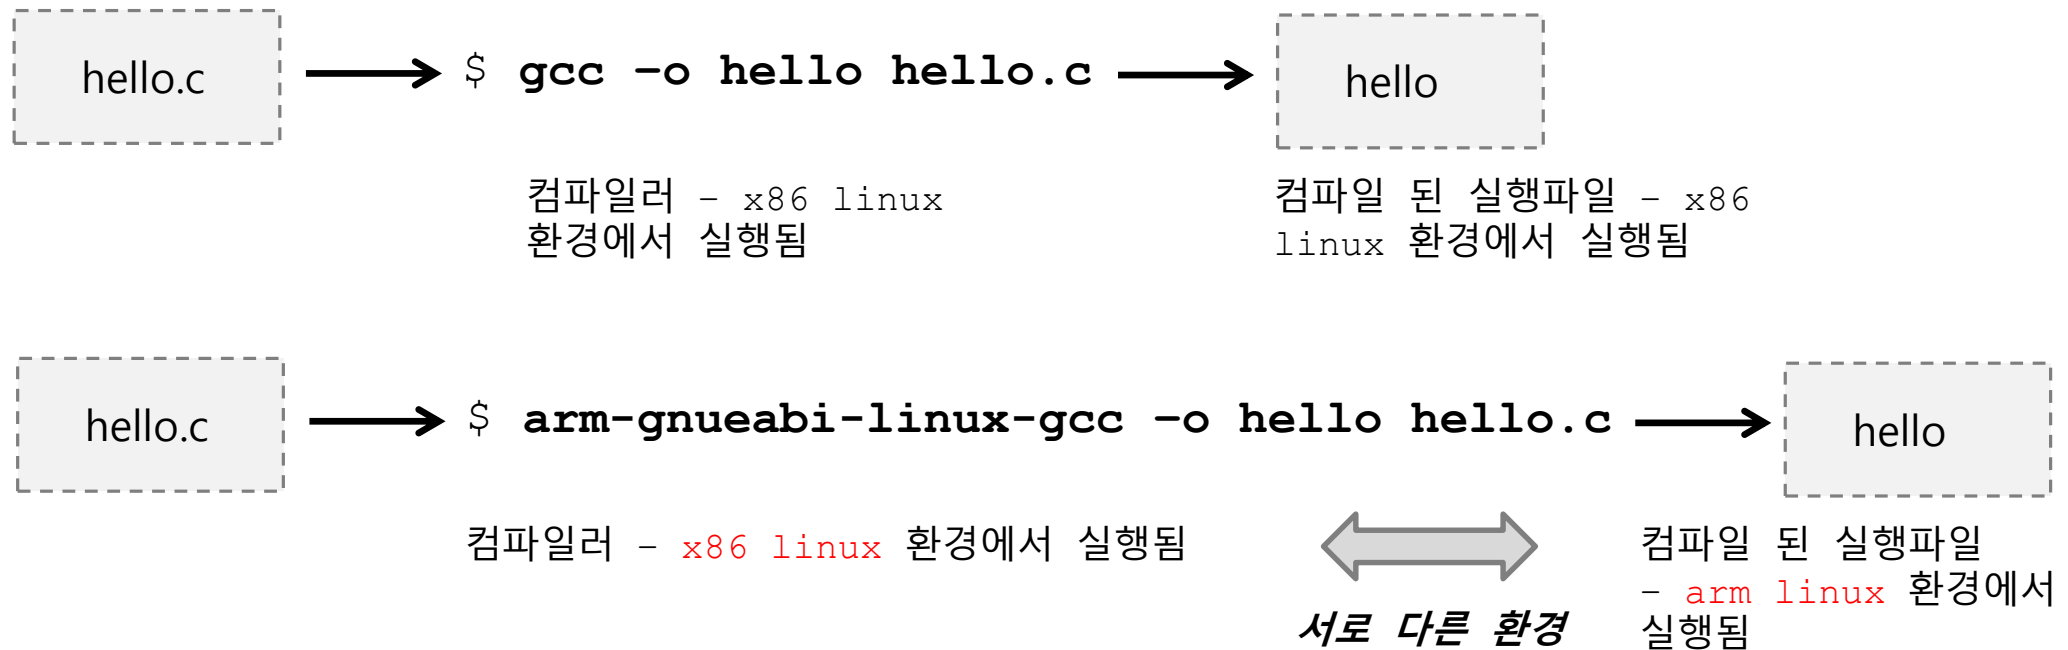 hello.c
$ gcc –o hello hello.c
hello
컴파일러 – x86 linux
환경에서 실행됨
컴파일 된 실행파일 – x86
linux 환경에서 실행됨
hello.c
$ arm-gnueabi-linux-gcc –o hello hello.c
hello
컴파일러 – x86 linux 환경에서 실행됨
서로 다른 환경
컴파일 된 실행파일
– arm linux 환경에서
실행됨